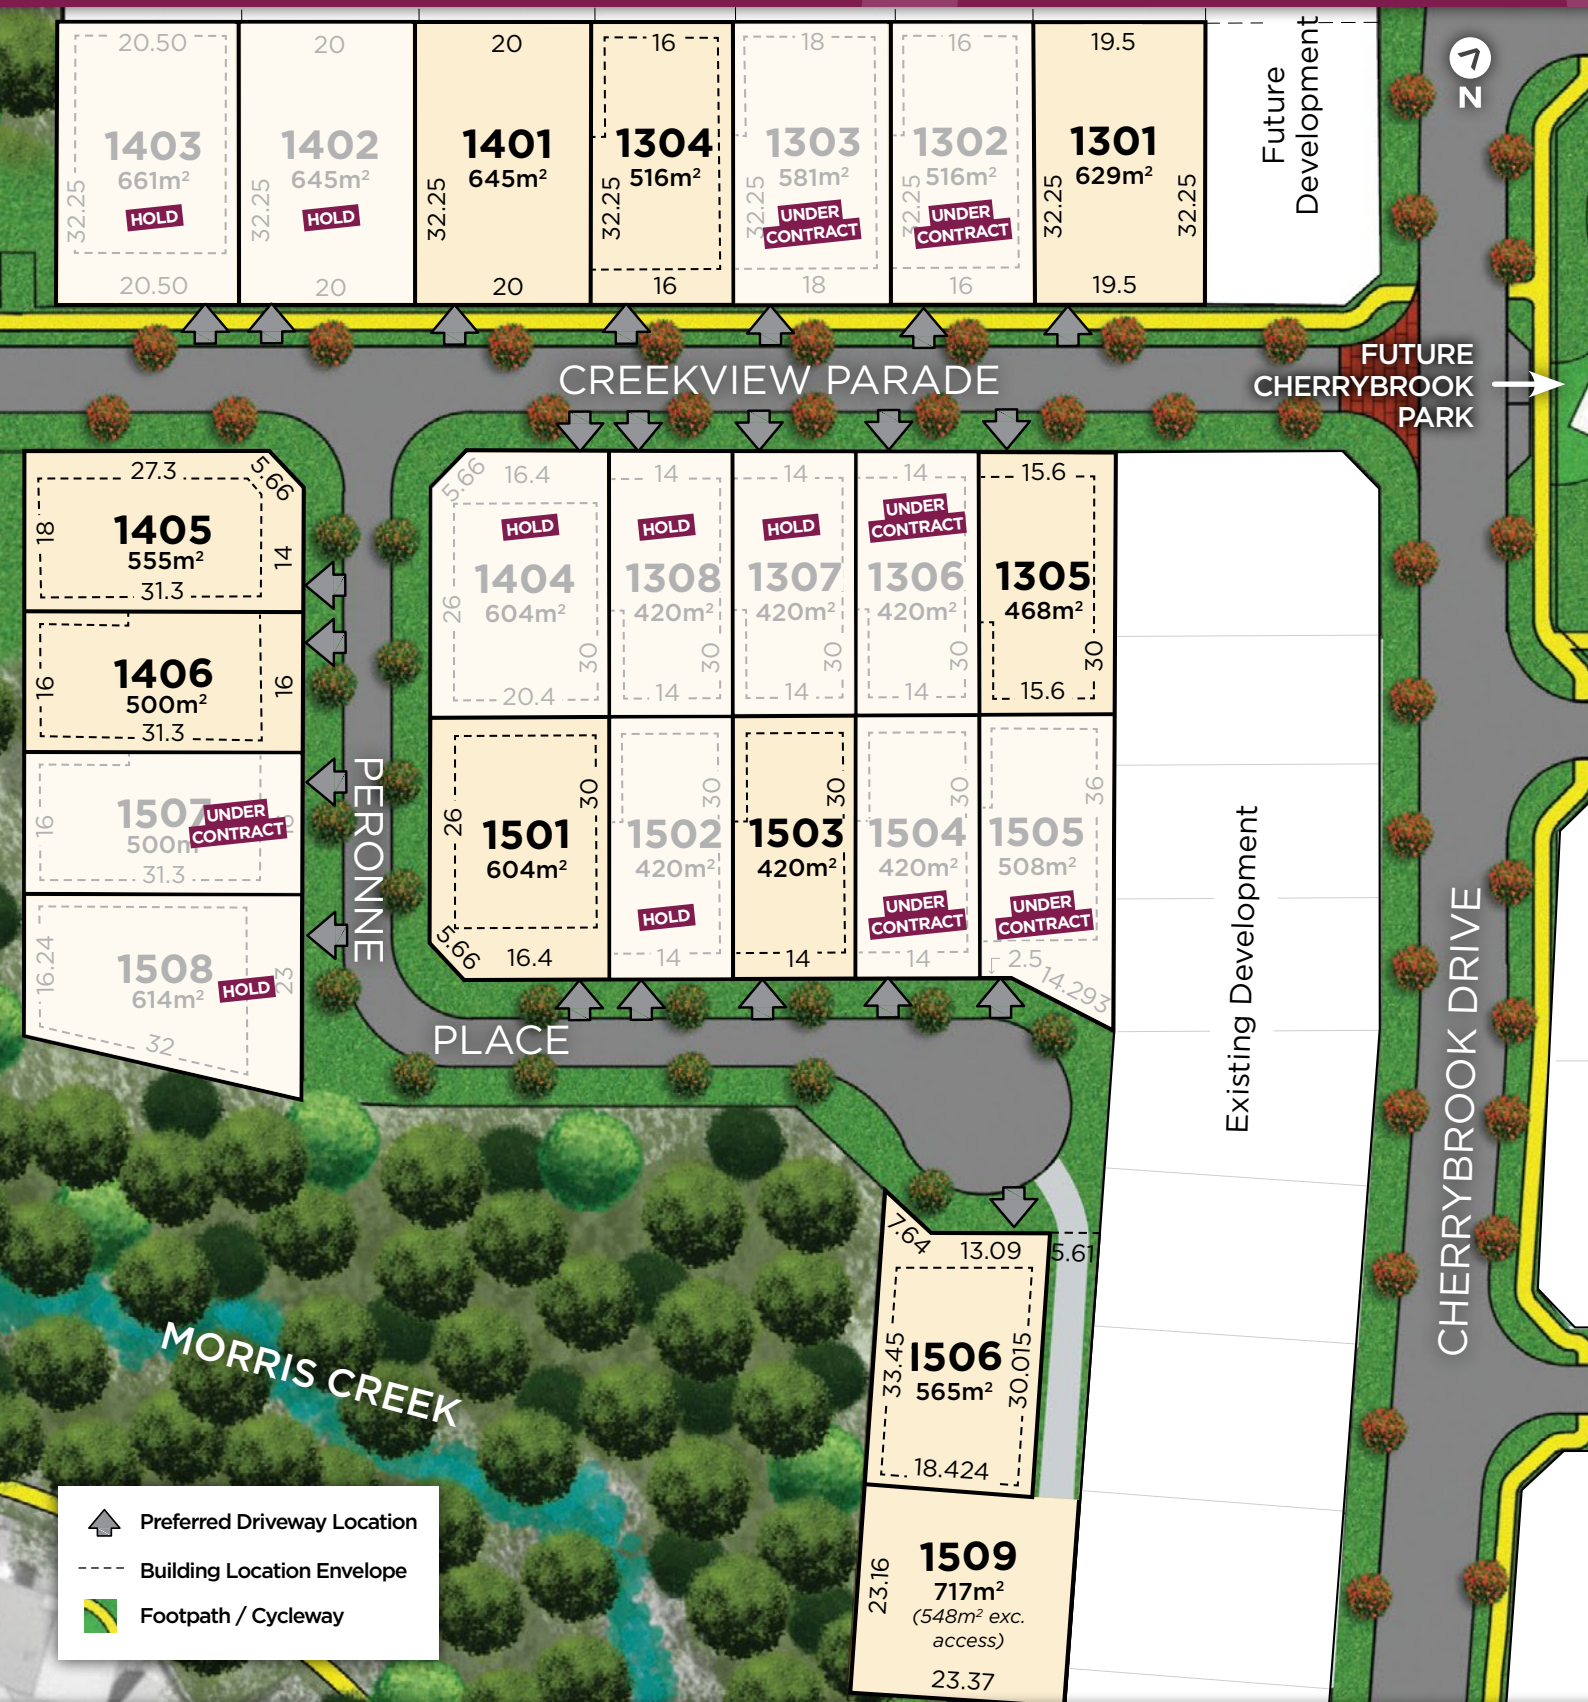 20.50
20
20
16
18
16
19.5
1403
661m²
32.25
HOLD
20.50
1402
645m²
32.25
HOLD
20
1401
645m²
32.25
20
1304
516m²
32.25
16
1303
581m²
32.25
UNDER
CONTRACT
18
1302
516m²
32.25
UNDER
CONTRACT
16
1301
629m²
32.25
32.25
19.5
Future
Development
N
CREEKVIEW PARADE
FUTURE
CHERRYBROOK
PARK
27.3
5.66
18
1405
555m²
14
31.3
16
1406
500m²
16
31.3
16
1507
500m
UNDER
CONTRACT
31.3
16.24
1508
614m²
HOLD
23
32
PERONNE
5.66
16.4
HOLD
1404
604m²
26
30
20.4
14
HOLD
1308
420m²
30
14
14
HOLD
1307
420m²
30
14
14
UNDER
CONTRACT
1306
420m²
30
14
15.6
1305
468m²
30
15.6
26
30
1501
604m²
5.66
16.4
30
1502
420m²
HOLD
14
30
1503
420m²
14
30
1504
420m²
UNDER
CONTRACT
14
36
1505
508m²
UNDER
CONTRACT
2.5
14.293
PLACE
Existing Development
CHERRYBROOK DRIVE
7.64
13.09
5.61
33.45
1506
565m²
30.015
18.424
23.16
1509
717m²
(548m² exc.
access)
23.37
MORRIS CREEK
Preferred Driveway Location
Building Location Envelope
Footpath / Cycleway